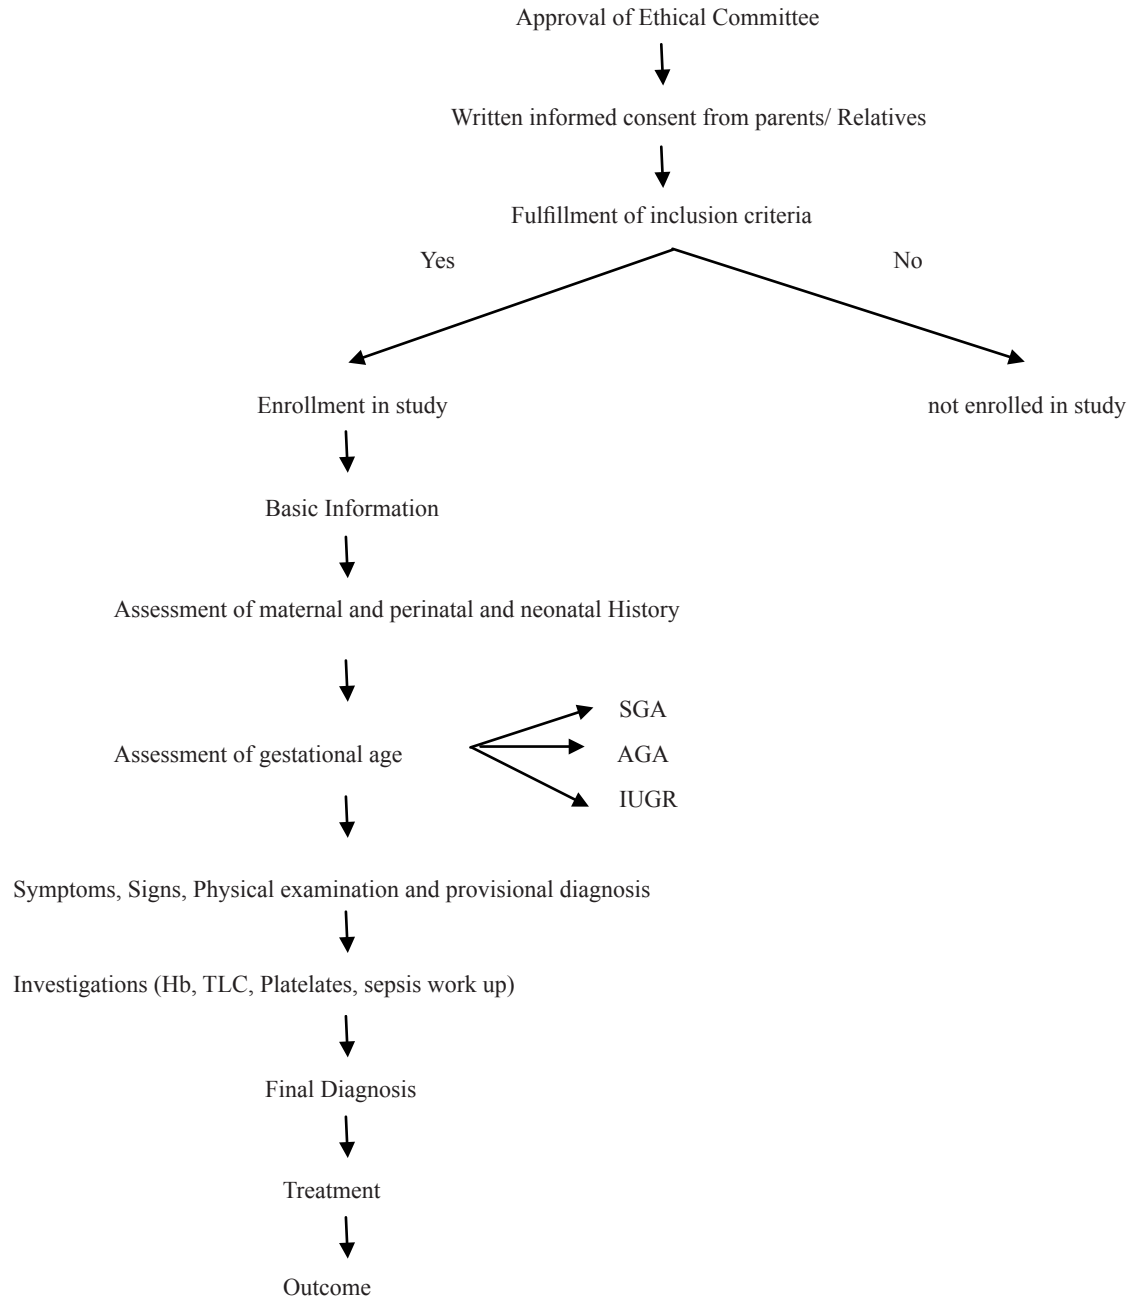 Approval of Ethical Committee
Written informed consent from parents/ Relatives
Fulfillment of inclusion criteria
Yes
No
Enrollment in study
not enrolled in study
Basic Information
Assessment of maternal and perinatal and neonatal History
SGA
Assessment of gestational age
AGA
IUGR
Symptoms, Signs, Physical examination and provisional diagnosis
Investigations (Hb, TLC, Platelates, sepsis work up)
Final Diagnosis
Treatment
Outcome